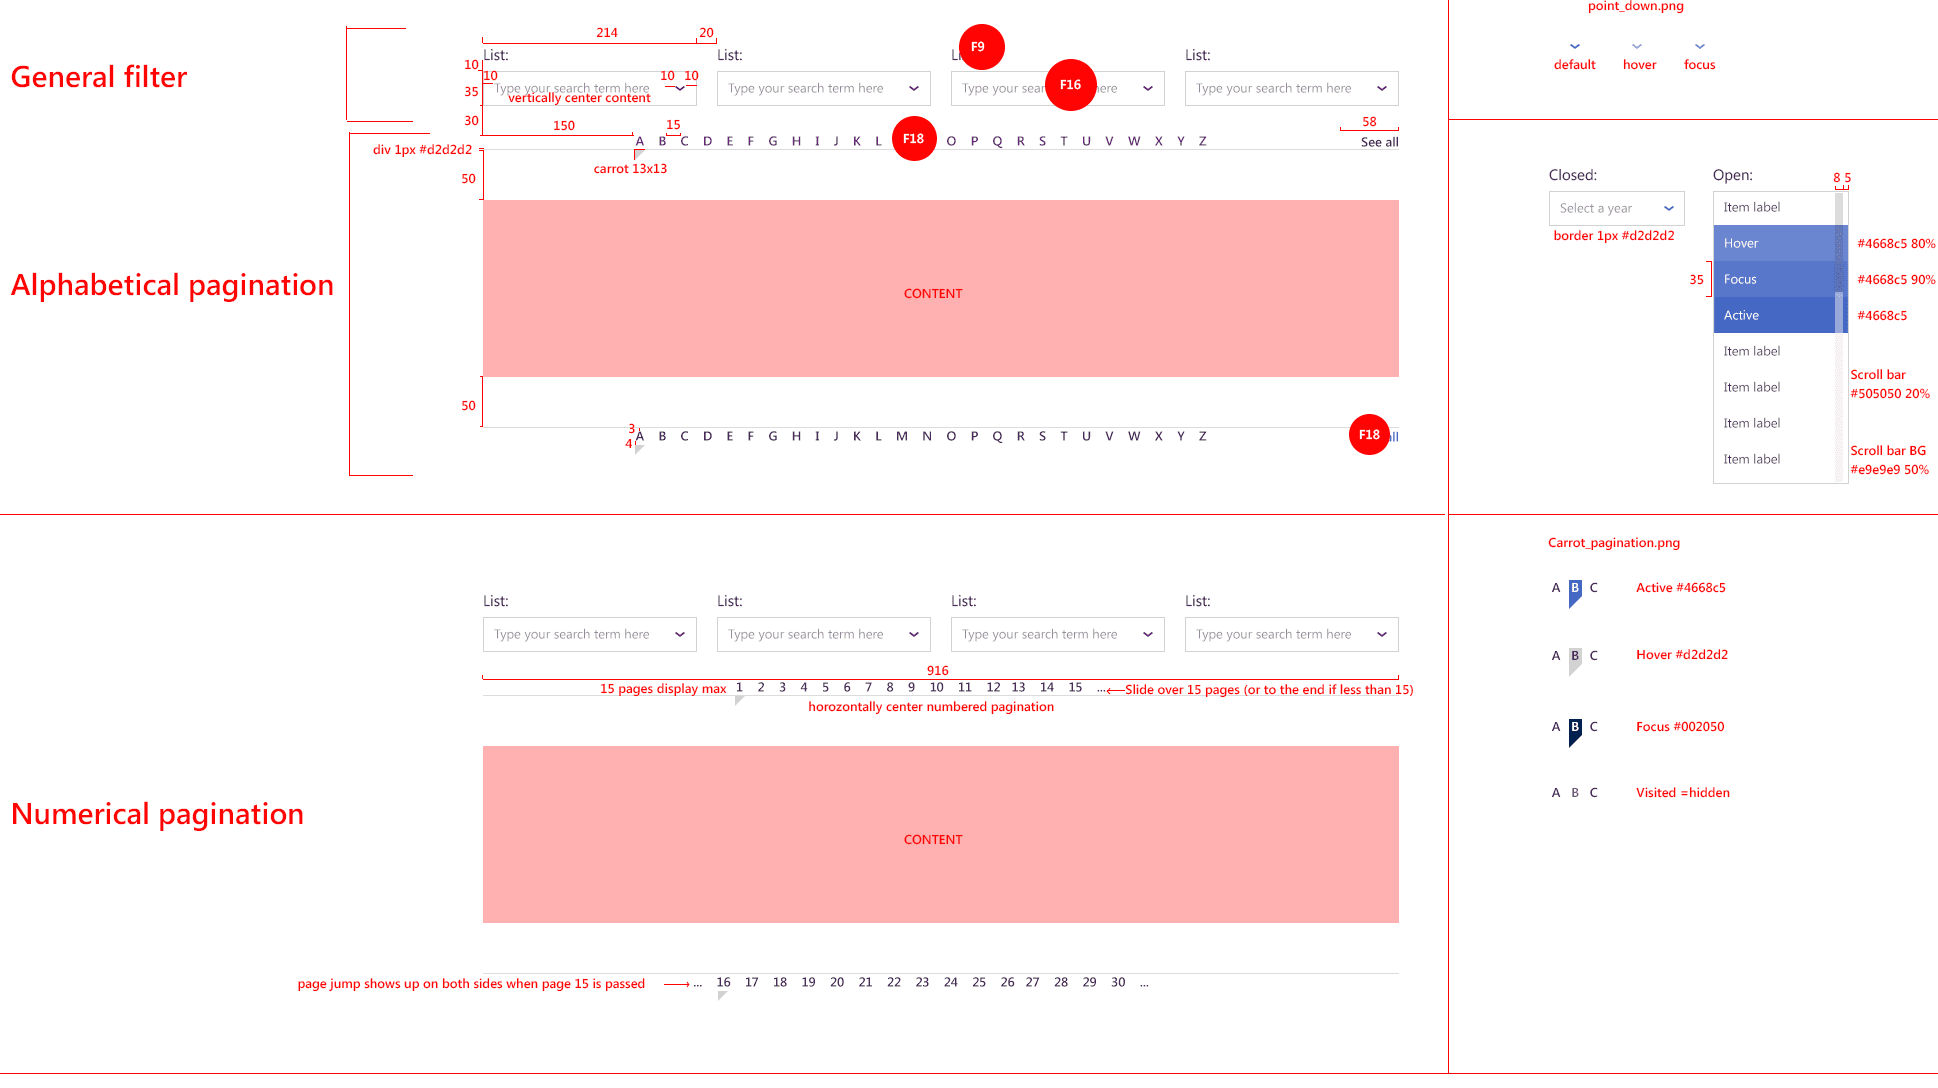 point_down.png
default hover focus
General filter
214 20
List: List: List:
F9
10
10 10 10
35
30
Type your search term here Type your search term here Type your sear here Type your search term here
F16
vertically center content
150 15 58
A B C D E F G H I J K L O P Q R S T U V W X Y Z See all
F18
div 1px #d2d2d2
carrot 13x13
50
Alphabetical pagination
CONTENT
50
3
4
A B C D E F G H I J K L M N O P Q R S T U V W X Y Z
F18
all
Closed: Open:
8 5
Select a year
border 1px #d2d2d2
Item label
Hover #4668c5 80%
35 Focus #4668c5 90%
Active #4668c5
Item label
Item label
Item label
Item label
Scroll bar
#505050 20%
Scroll bar BG
#e9e9e9 50%
Numerical pagination
List: List: List: List:
Type your search term here Type your search term here Type your search term here Type your search term here
916
15 pages display max 1 2 3 4 5 6 7 8 9 10 11 12 13 14 15 ... Slide over 15 pages (or to the end if less than 15)
horozontally center numbered pagination
CONTENT
page jump shows up on both sides when page 15 is passed ... 16 17 18 19 20 21 22 23 24 25 26 27 28 29 30 ...
Carrot_pagination.png
A B C Active #4668c5
A B C Hover #d2d2d2
A B C Focus #002050
A B C Visited =hidden